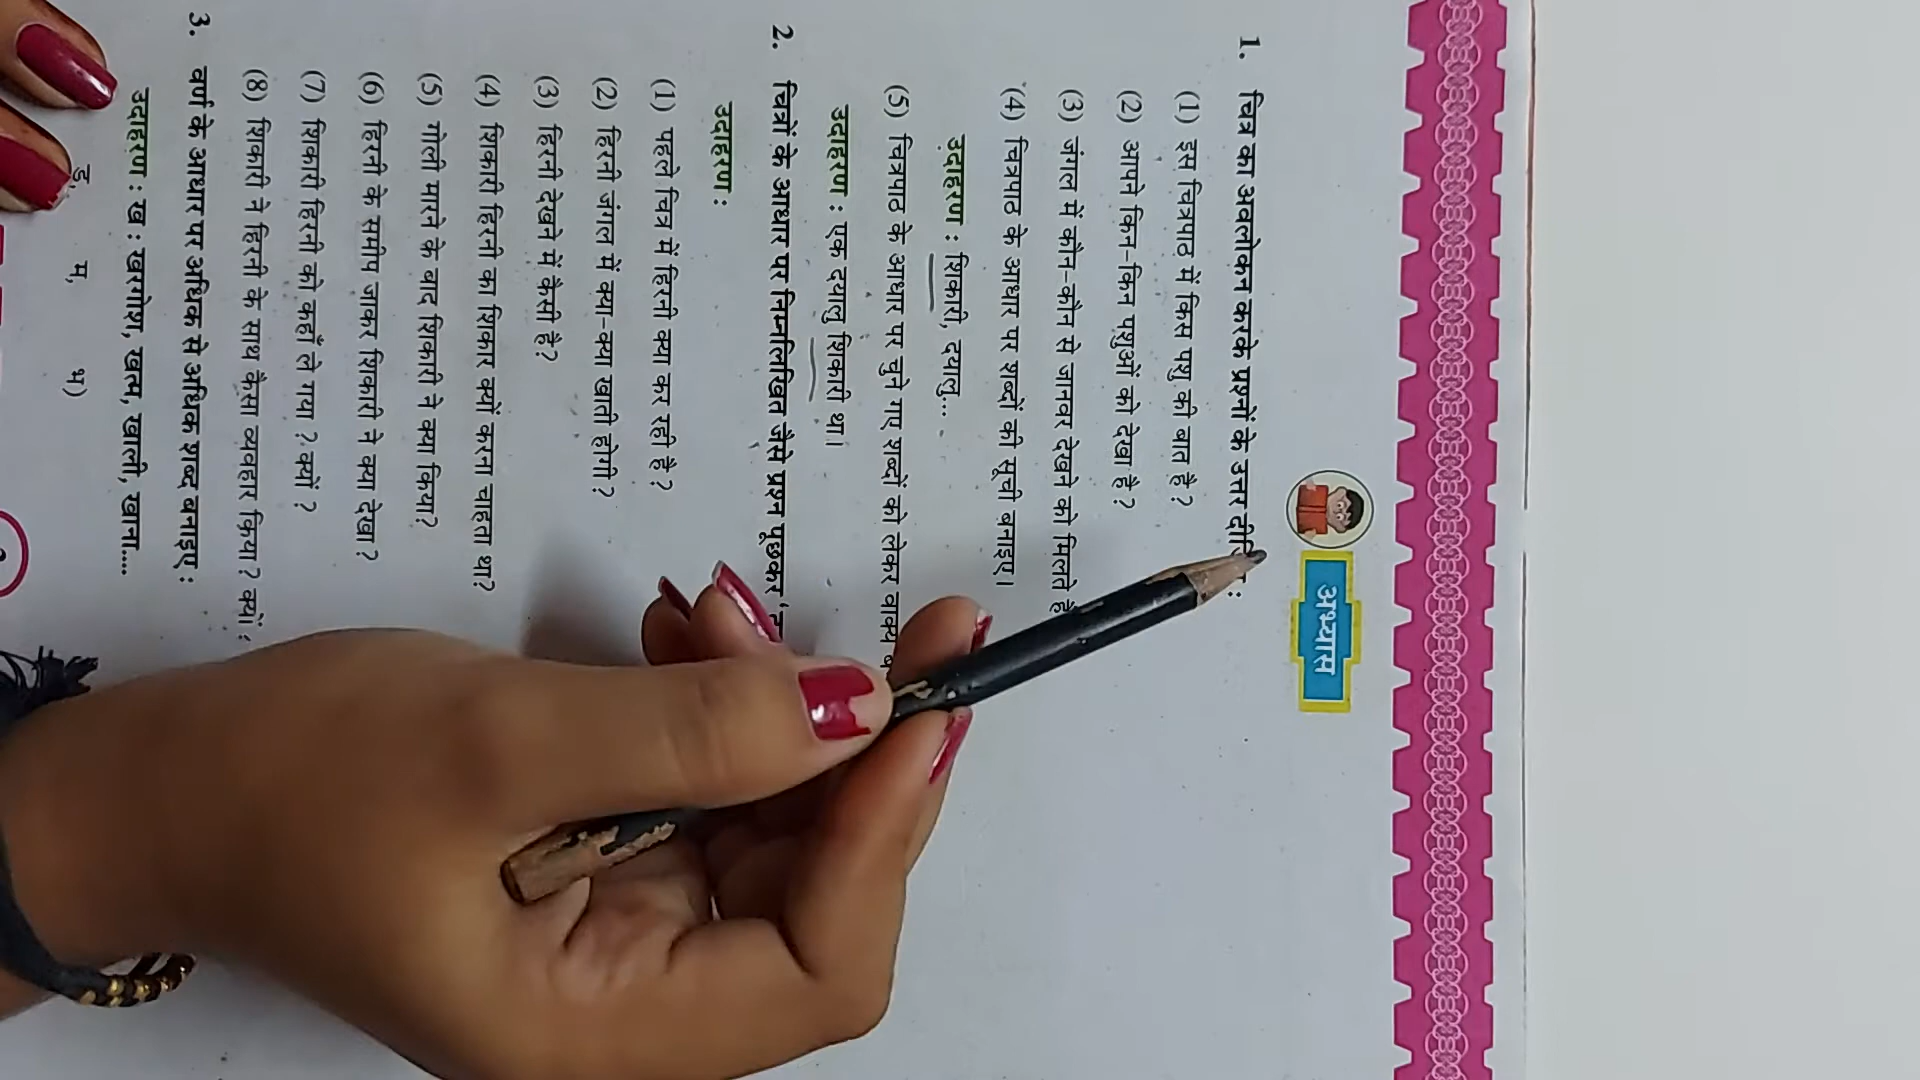 अभ्यास
1. चित्र का अवलोकन करके प्रश्नों के उत्तर :
(1) इस चित्रपाठ में किस पशु की बात है ?
(2) आपने किन-किन पशुओं को देखा है ?
(3) जंगल में कौन-कौन से जानवर देखने को मिलते
(4) चित्रपाठ के आधार पर शब्दों की सूची बनाइए।
उदाहरण : शिकारी, दयालु...
(5) चित्रपाठ के आधार पर चुने गए शब्दों को लेकर वाक्य
उदाहरण : एक दयालु शिकारी था।
2. चित्रों के आधार पर निम्नलिखित जैसे प्रश्न पूछकर
उदाहरण :
(1) पहले चित्र में हिरनी क्या कर रही है ?
(2) हिरनी जंगल में क्या-क्या खाती होगी ?
(3) हिरनी देखने में कैसी है ?
(4) शिकारी हिरनी का शिकार क्यों करना चाहता था?
(5) गोली मारने के बाद शिकारी ने क्या किया?
(6) हिरनी के समीप जाकर शिकारी ने क्या देखा ?
(7) शिकारी हिरनी को कहाँ ले गया ? क्यों ?
(8) शिकारी ने हिरनी के साथ कैसा व्यवहार किया ? क्यों
3. वर्णों के आधार पर अधिक से अधिक शब्द बनाइए :
उदाहरण : ख : खरगोश, खत्म, खाली, खाना....
म, भ)